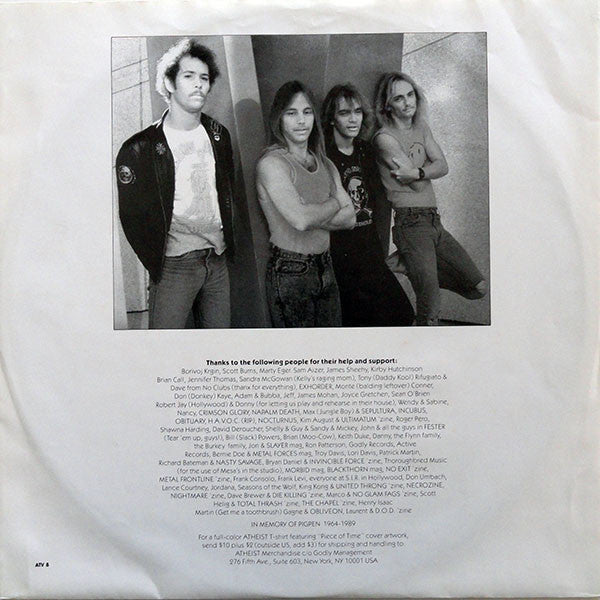 Thanks to the following people for their help and support:
Borivoj Krgin, Scott Burns, Marty Eger, Sam Aizer, James Sheehy, Kirby Hutchinson
Brian Call, Jennifer Thomas, Sandra McGowan (Kelly's raging mom), Tony (Daddy Kool) Rifugiato &
Dave from No Clubs (thanx for everything), EXHORDER, Monte (balding leftover) Conner,
Don (Donkey) Kaye, Adam & Bubba, Jeff, James Mohan, Joyce Gretchen, Sean O'Brien
Robert Jay (Hollywood) & Donny (for letting us play and rehearse in their house), Wendy & Sabine,
Nancy, CRIMSON GLORY, NAPALM DEATH, Max (Jungle Boy) & SEPULTURA, INCUBUS,
OBITUARY, H.A.V.O.C. (RIP), NOCTURNUS, Kim August & ULTIMATUM 'zine, Roger Pero,
Shawna Harding, David Deroucher, Shelly & Guy & Sandy & Mickey, John & all the guys in FESTER
(Tear 'em up, guys!), Bill (Slack) Powers, Brian (Moo-Cow), Keith Duke, Danny, the Flynn family,
the Burkey family, Jon & SLAYER mag, Ron Patterson, Godly Records, Active
Records, Bernie Doe & METAL FORCES mag, Troy Davis, Lori Davis, Patrick Martin,
Richard Bateman & NASTY SAVAGE, Bryan Daniel & INVINCIBLE FORCE 'zine, Thoroughbred Music
(for the use of Mesa's in the studio), MORBID mag, BLACKTHORN mag, NO EXIT 'zine,
METAL FRONTLINE 'zine, Frank Consolo, Frank Levi, everyone at S.I.R. in Hollywood, Don Umbach,
Lance Courtney, Jordana, Seasons of the Wolf, King Kong & UNITED THRONG 'zine, NECROZINE,
NIGHTMARE 'zine, Dave Brewer & DIE KILLING 'zine, Marco & NO GLAM FAGS 'zine, Scott
Helig & TOTAL THRASH 'zine, THE CHAPEL 'zine, Henry Isaac
Martin (Get me a toothbrush) Gagne & OBLIVEON, Laurent & D.O.D. 'zine
IN MEMORY OF PIGPEN 1964-1989
For a full-color ATHEIST T-shirt featuring "Piece of Time" cover artwork,
send $10 plus $2 (outside US, add $3) for shipping and handling to:
ATHEIST Merchandise c/o Godly Management
276 Fifth Ave., Suite 603, New York, NY 10001 USA
ATV 8